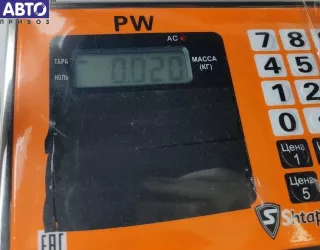 АВТО
ПРИВОЗ
PW
AC
ТАРА
НОЛЬ
0.020
МАССА
(КГ)
7 8
4 5
1 2
0
Цена
1
Цена
5
S Shtap
EAC